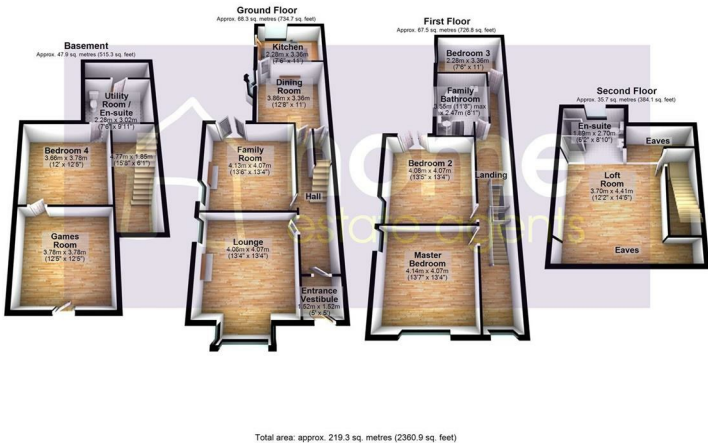 Basement
Approx. 47.9 sq. metres (515.3 sq. feet)
Utility
Room /
En-suite
2.28m x 3.02m
(7'6" x 9'11")
Bedroom 4
3.66m x 3.78m
(12' x 12'5")
4.77m x 1.85m
(15'8" x 6'1")
Games
Room
3.78m x 3.78m
(12'5" x 12'5")
Ground Floor
Approx. 68.3 sq. metres (734.7 sq. feet)
Kitchen
2.28m x 3.36m
(7'6" x 11')
Dining
Room
3.86m x 3.36m
(12'8" x 11')
Family
Room
4.13m x 4.07m
(13'6" x 13'4")
Hall
Lounge
4.06m x 4.07m
(13'4" x 13'4")
Entrance
Vestibule
1.52m x 1.52m
(5' x 5')
First Floor
Approx. 67.5 sq. metres (726.8 sq. feet)
Bedroom 3
2.28m x 3.36m
(7'6" x 11')
Family
Bathroom
3.56m (11'8") max
x 2.47m (8'1")
Bedroom 2
4.08m x 4.07m
(13'5" x 13'4")
Landing
Master
Bedroom
4.14m x 4.07m
(13'7" x 13'4")
Second Floor
Approx. 35.7 sq. metres (384.1 sq. feet)
En-suite
1.89m x 2.70m
(6'2" x 8'10")
Eaves
Loft
Room
3.70m x 4.41m
(12'2" x 14'5")
Eaves
home
estate agents
Total area: approx. 219.3 sq. metres (2360.9 sq. feet)